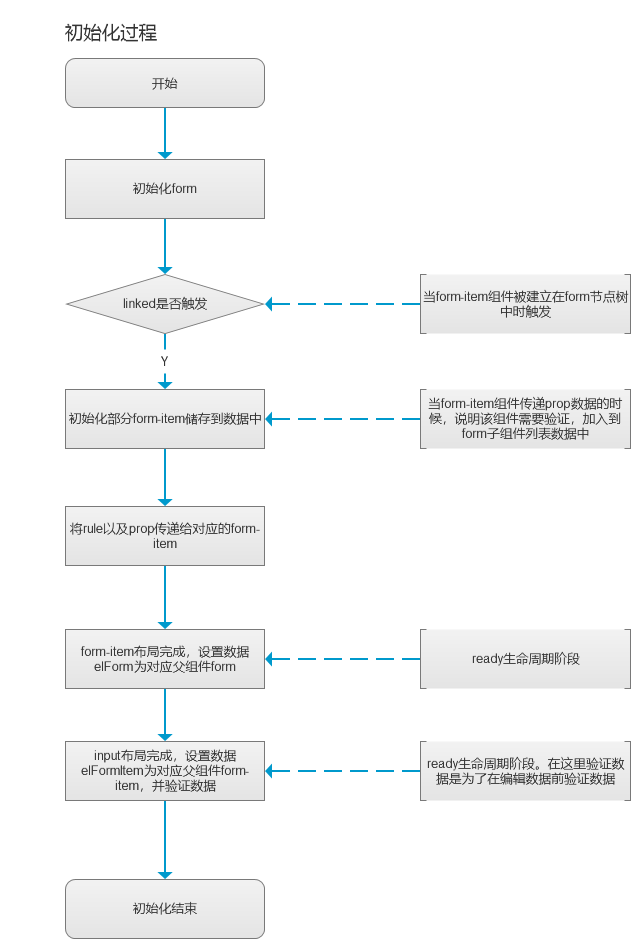 初始化过程
开始
初始化form
linked是否触发
当form-item组件被建立在form节点树
中时触发
Y
初始化部分form-item储存到数据中
当form-item组件传递prop数据的时
候，说明该组件需要验证，加入到
form子组件列表数据中
将rule以及prop传递给对应的form-
item
form-item布局完成，设置数据
elForm为对应父组件form
ready生命周期阶段
input布局完成，设置数据
elFormItem为对应父组件form-
item，并验证数据
ready生命周期阶段。在这里验证数
据是为了在编辑数据前验证数据
初始化结束